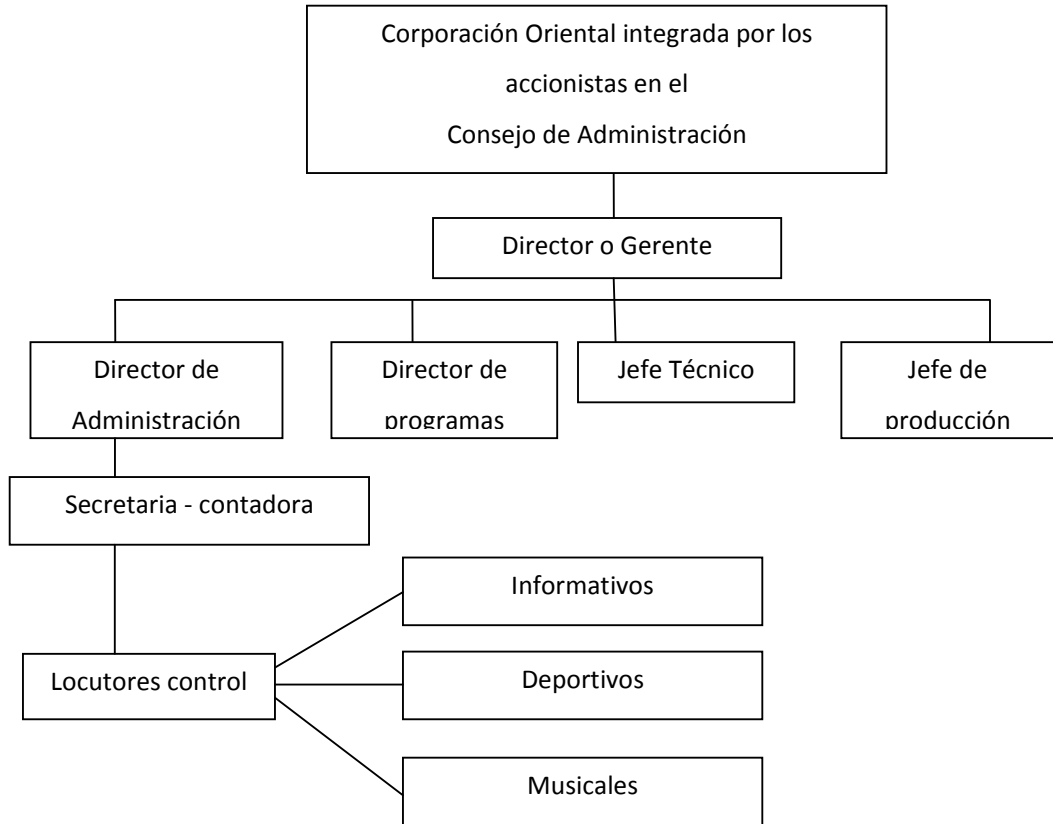 Corporación Oriental integrada por los
accionistas en el
Consejo de Administración
Director o Gerente
Director de
Administración
Director de
programas
Jefe Técnico
Jefe de
producción
Secretaria - contadora
Informativos
Locutores control
Deportivos
Musicales